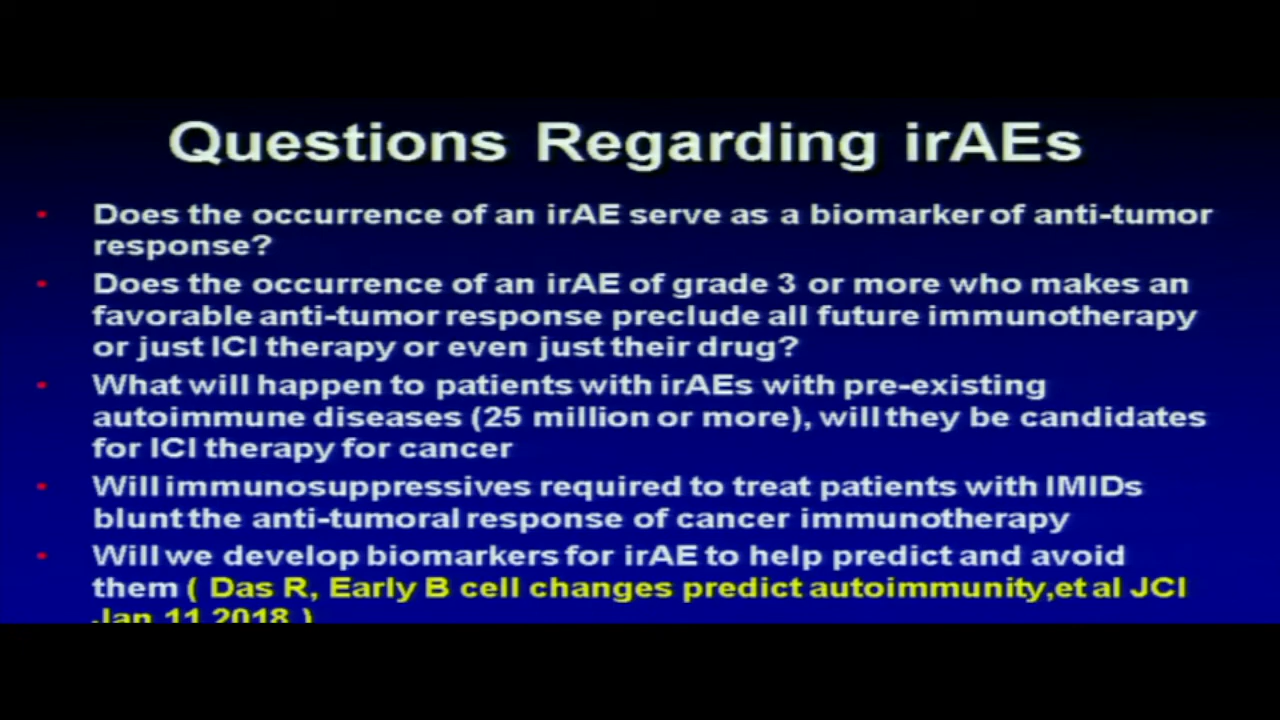 Questions Regarding irAEs
• Does the occurrence of an irAE serve as a biomarker of anti-tumor
response?
• Does the occurrence of an irAE of grade 3 or more who makes an
favorable anti-tumor response preclude all future immunotherapy
or just ICI therapy or even just their drug?
• What will happen to patients with irAEs with pre-existing
autoimmune diseases (25 million or more), will they be candidates
for ICI therapy for cancer
• Will immunosuppressives required to treat patients with IMIDs
blunt the anti-tumoral response of cancer immunotherapy
• Will we develop biomarkers for irAE to help predict and avoid
them ( Das R, Early B cell changes predict autoimmunity,et al JCI
Jan 11 2018 )